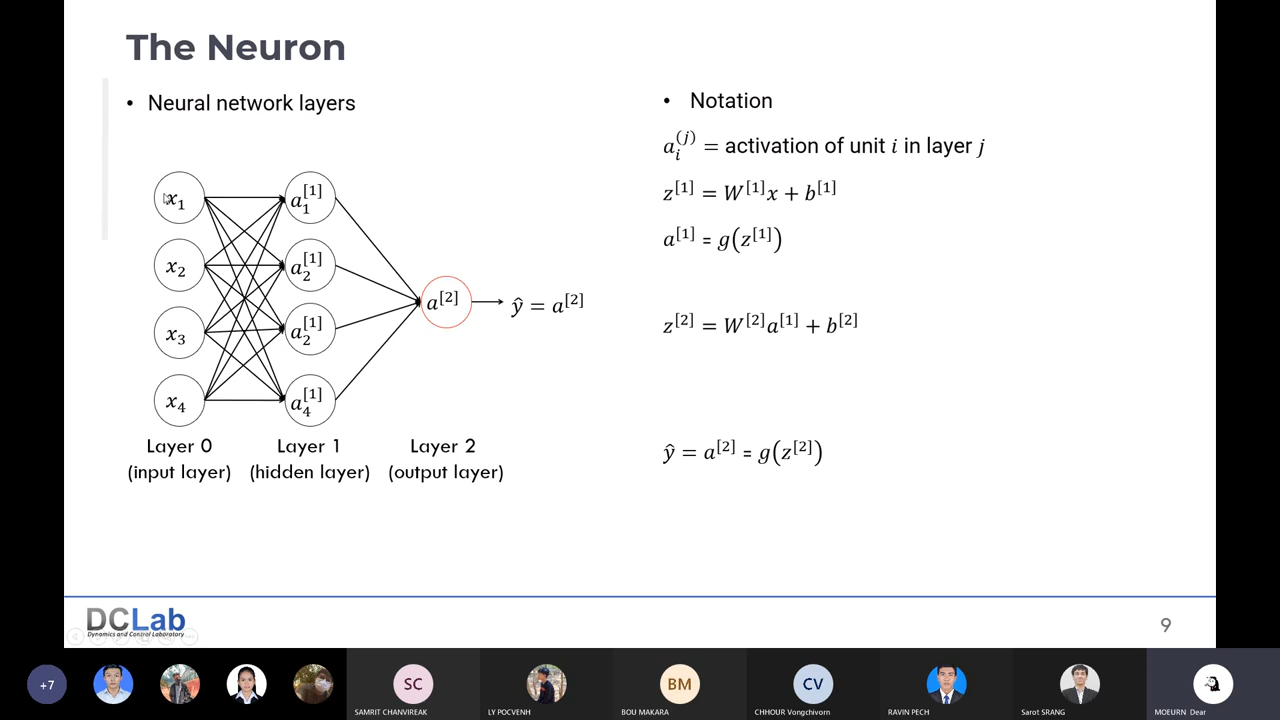 The Neuron
• Neural network layers
x₁
x₂
x₃
x₄
a₁^[1]
a₂^[1]
a₂^[1]
a₄^[1]
a^[2]
ŷ = a^[2]
Layer 0
(input layer)
Layer 1
(hidden layer)
Layer 2
(output layer)
• Notation
a_i^(j) = activation of unit i in layer j
z^[1] = W^[1]x + b^[1]
a^[1] = g(z^[1])
z^[2] = W^[2]a^[1] + b^[2]
ŷ = a^[2] = g(z^[2])
DCLab
Dynamics and Control Laboratory
9
+7
SC
SAMRIT CHANVIREAK
LY POCVENH
BM
BOU MAKARA
CV
CHHOUR Vongchivorn
RAVIN PECH
Sarot SRANG
MOEURN Dear